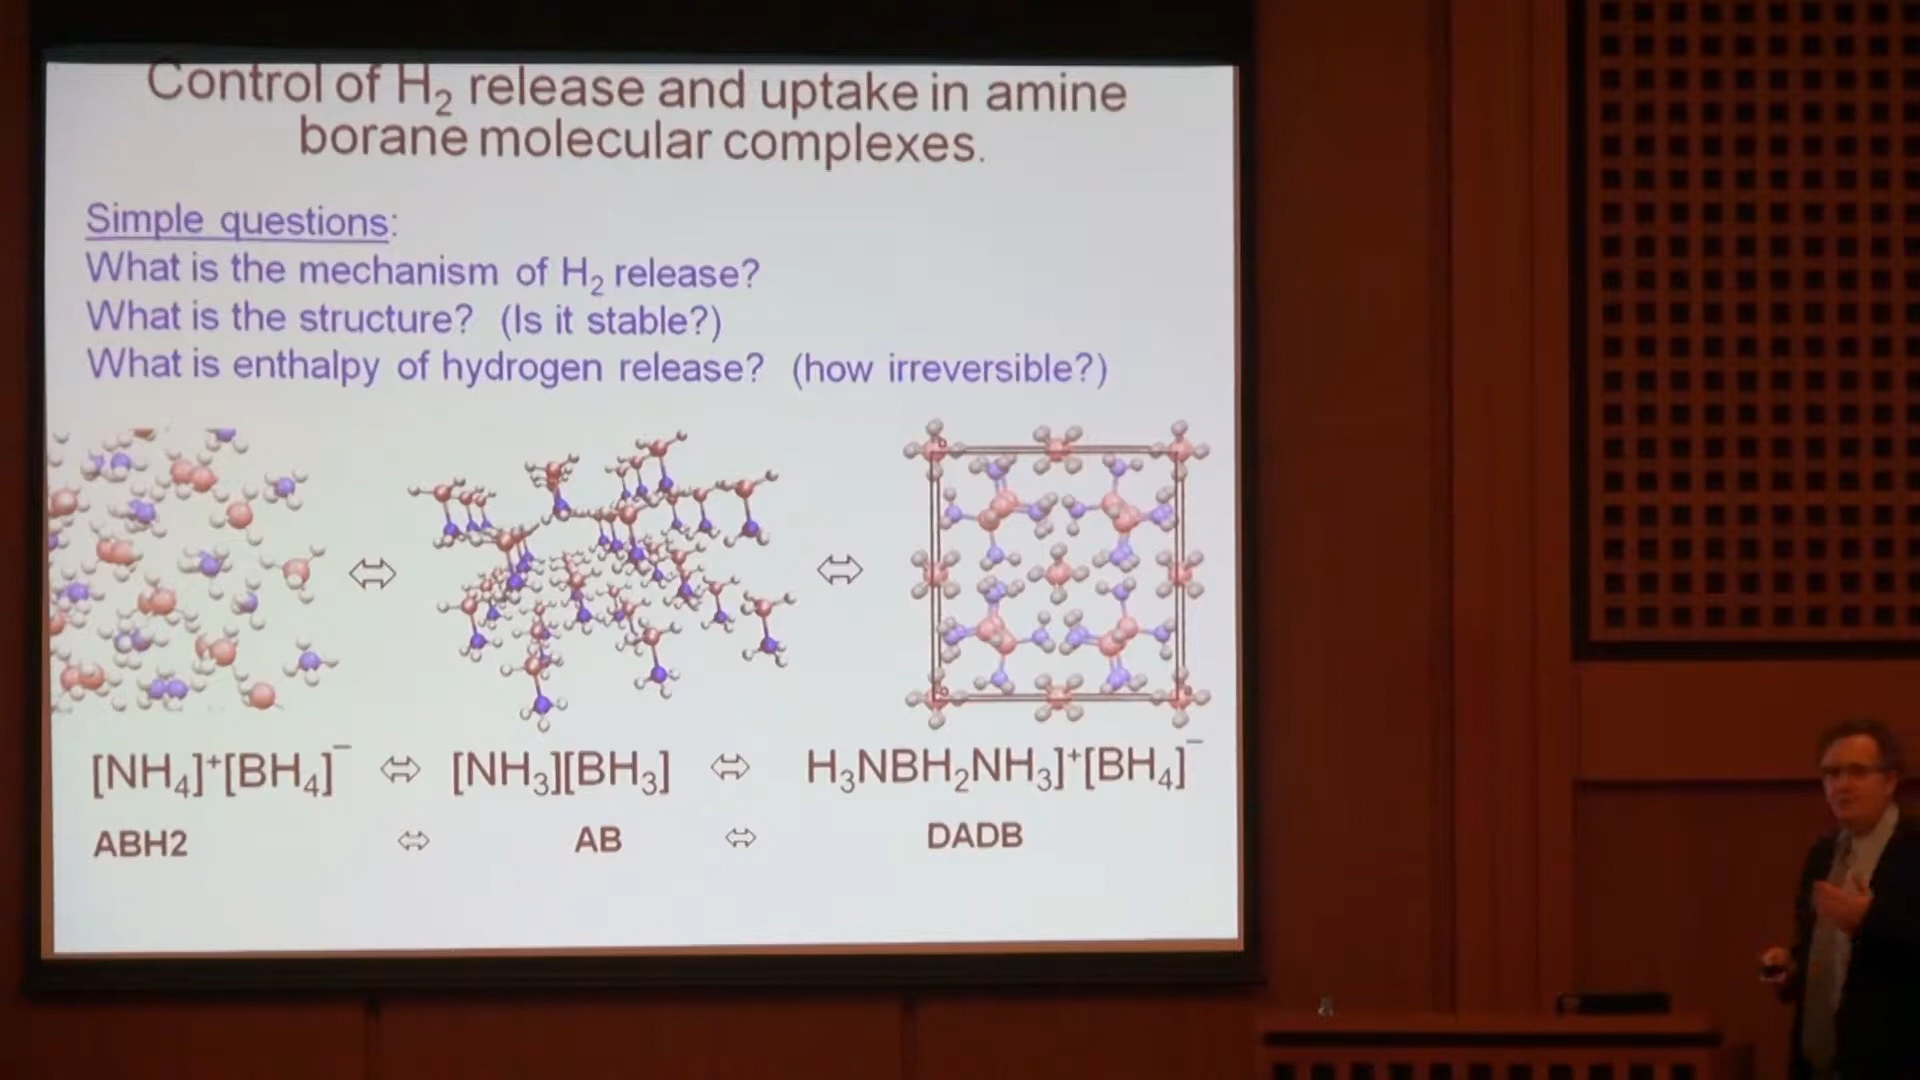 Control of H₂ release and uptake in amine
borane molecular complexes.
Simple questions:
What is the mechanism of H₂ release?
What is the structure? (Is it stable?)
What is enthalpy of hydrogen release? (how irreversible?)
[NH₄]⁺[BH₄]⁻ ⇔ [NH₃][BH₃] ⇔ H₃NBH₂NH₃]⁺[BH₄]⁻
ABH2 ⇔ AB ⇔ DADB